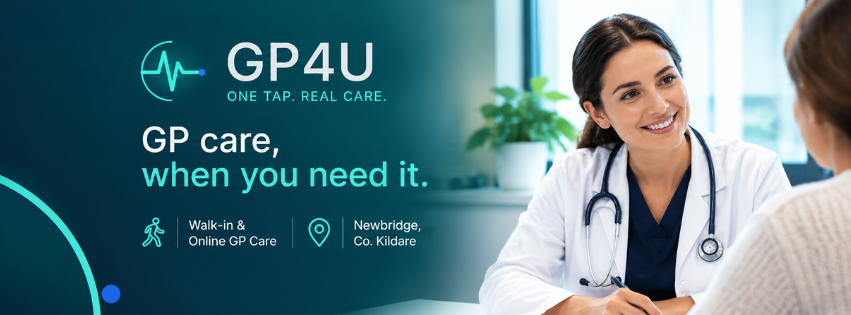 GP4U
ONE TAP. REAL CARE.
GP care,
when you need it.
Walk-in &
Online GP Care
Newbridge,
Co. Kildare